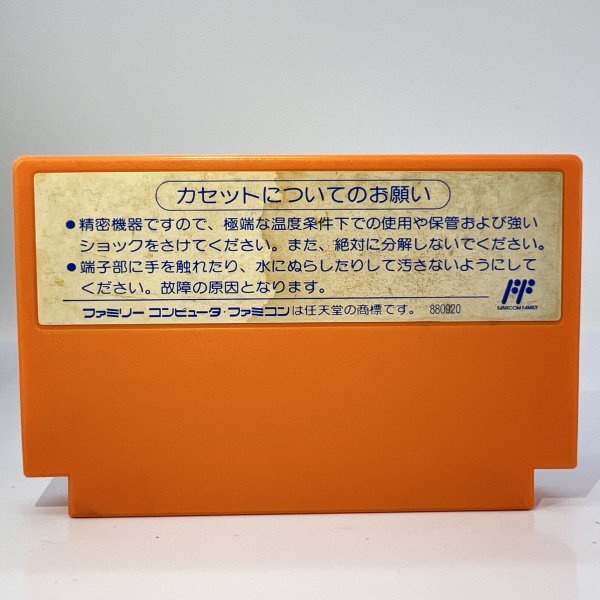 カセットについてのお願い
●精密機器ですので、極端な温度条件下での使用や保管および強い
ショックをさけてください。また、絶対に分解しないでください。
●端子部に手を触れたり、水にぬらしたりして汚さないようにして
ください。故障の原因となります。
ファミリー コンピュータ・ファミコンは任天堂の商標です。 880920
FAMICOM FAMILY